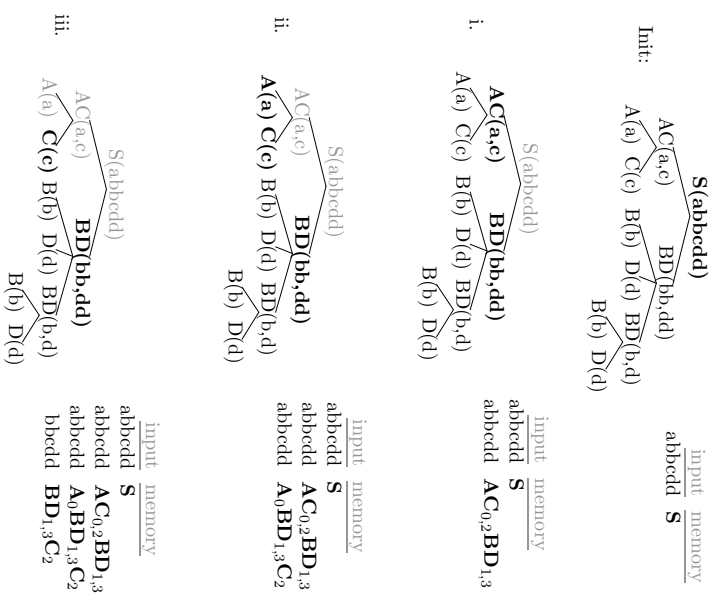 Init:
S(abbcdd)
AC(a,c) BD(bb,dd)
A(a) C(c) B(b) D(d) BD(b,d)
B(b) D(d)
input memory
abbcdd S
i.
S(abbcdd)
AC(a,c) BD(bb,dd)
A(a) C(c) B(b) D(d) BD(b,d)
B(b) D(d)
input memory
abbcdd S
abbcdd AC₀,₂BD₁,₃
ii.
S(abbcdd)
AC(a,c) BD(bb,dd)
A(a) C(c) B(b) D(d) BD(b,d)
B(b) D(d)
input memory
abbcdd S
abbcdd AC₀,₂BD₁,₃
abbcdd A₀BD₁,₃C₂
iii.
S(abbcdd)
AC(a,c) BD(bb,dd)
A(a) C(c) B(b) D(d) BD(b,d)
B(b) D(d)
input memory
abbcdd S
abbcdd AC₀,₂BD₁,₃
abbcdd A₀BD₁,₃C₂
bbcdd BD₁,₃C₂